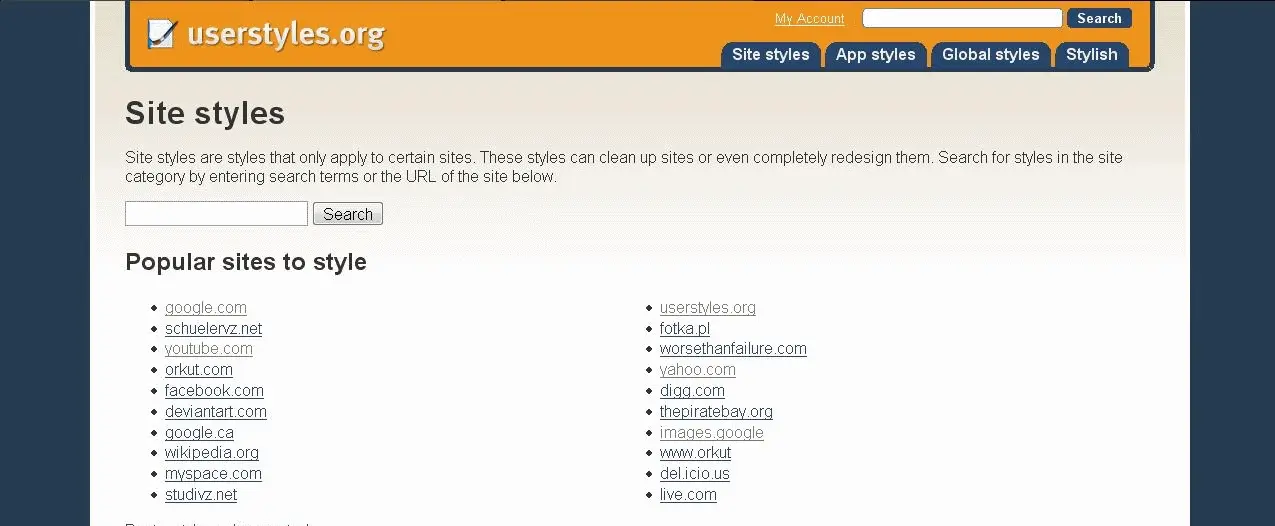 userstyles.org
My Account
Search
Site styles
App styles
Global styles
Stylish
Site styles
Site styles are styles that only apply to certain sites. These styles can clean up sites or even completely redesign them. Search for styles in the site
category by entering search terms or the URL of the site below.
Search
Popular sites to style
google.com
schuelervz.net
youtube.com
orkut.com
facebook.com
deviantart.com
google.ca
wikipedia.org
myspace.com
studivz.net
userstyles.org
fotka.pl
worsethanfailure.com
yahoo.com
digg.com
thepiratebay.org
images.google
www.orkut
del.icio.us
live.com